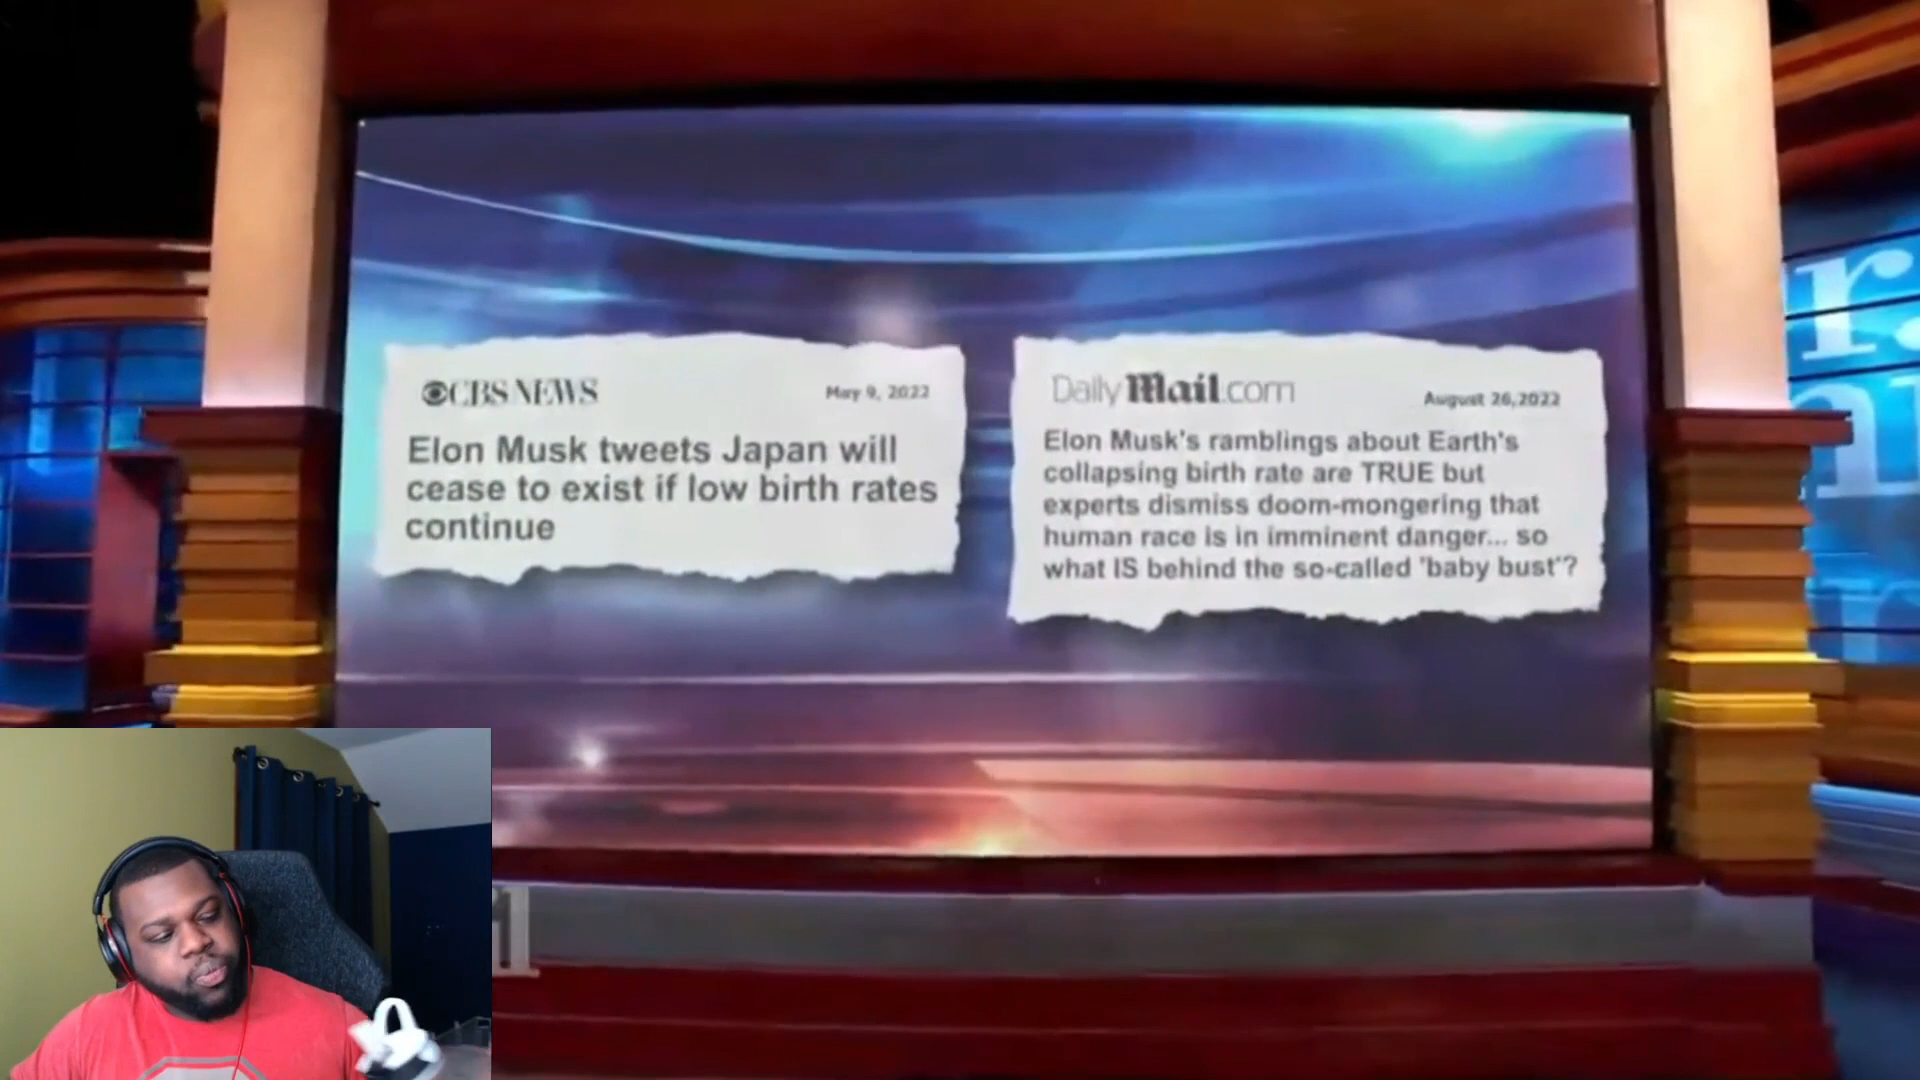 CBS NEWS
May 9, 2022
Elon Musk tweets Japan will
cease to exist if low birth rates
continue
DailyMail.com
August 26,2022
Elon Musk's ramblings about Earth's
collapsing birth rate are TRUE but
experts dismiss doom-mongering that
human race is in imminent danger... so
what IS behind the so-called 'baby bust'?
r.